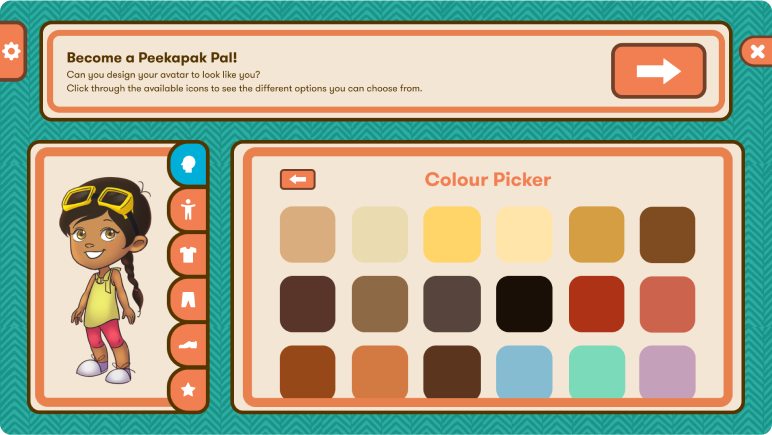 Become a Peekapak Pal!
Can you design your avatar to look like you?
Click through the available icons to see the different options you can choose from.
Colour Picker